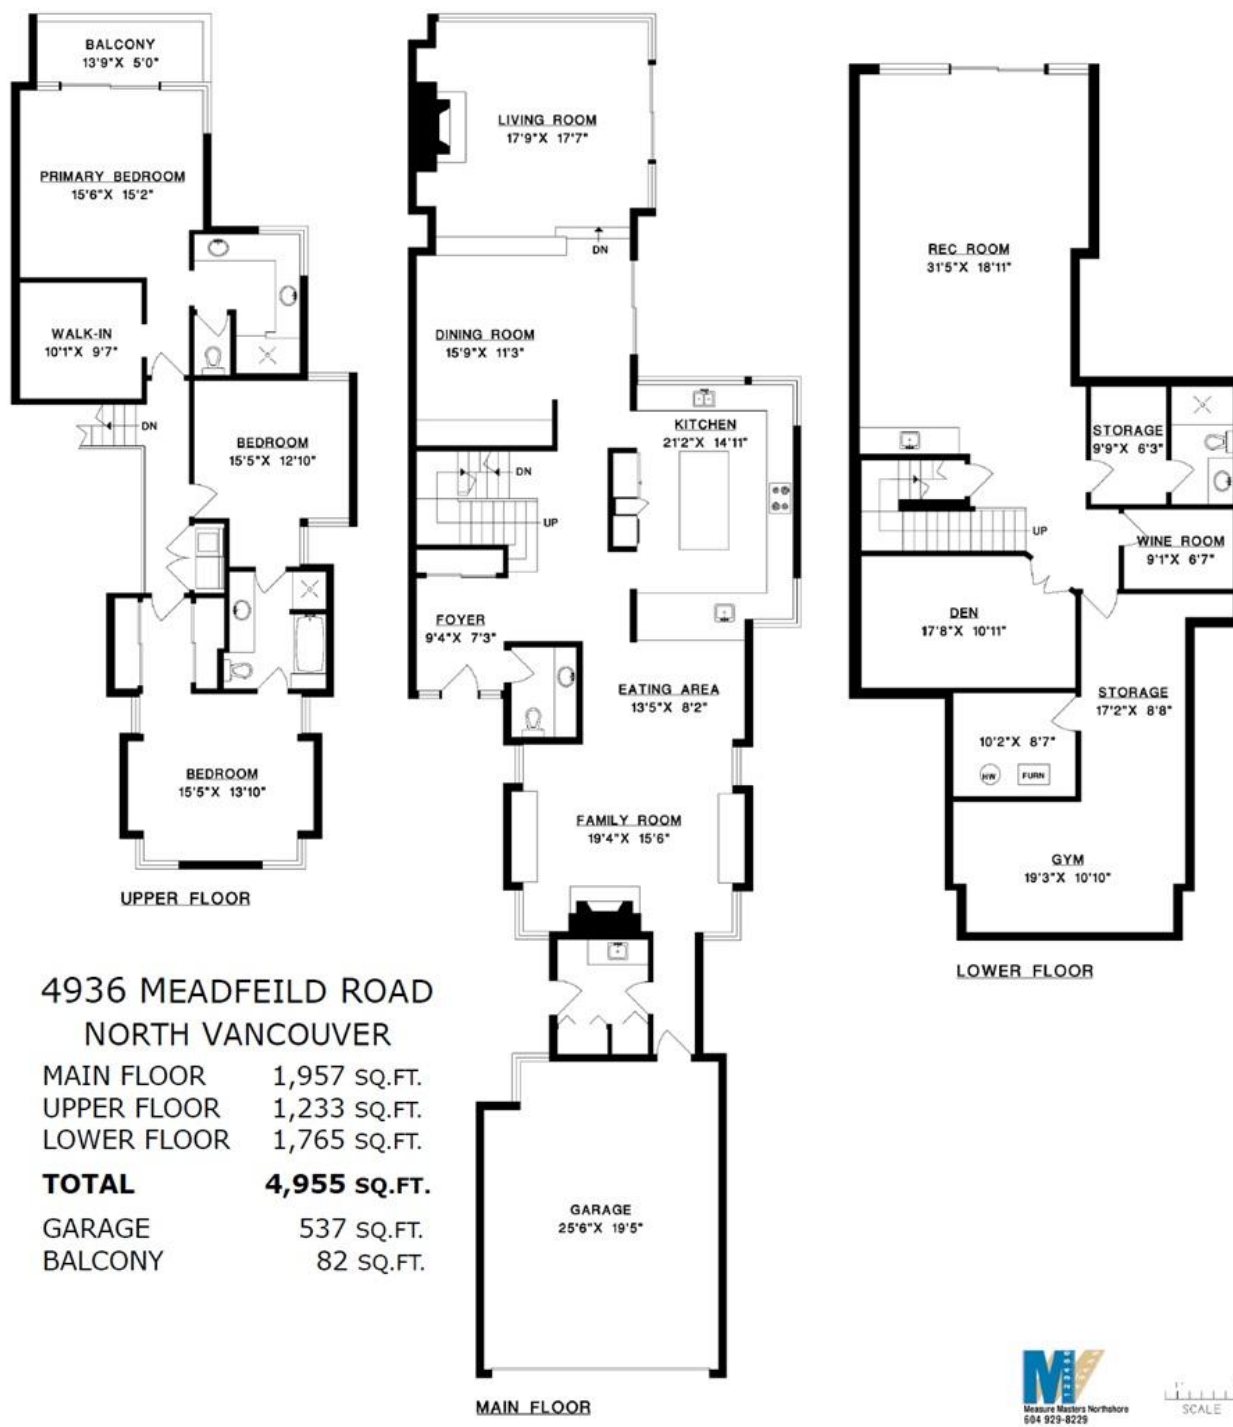 BALCONY
13'9"X 5'0"
PRIMARY BEDROOM
15'6"X 15'2"
WALK-IN
10'1"X 9'7"
DN
BEDROOM
15'5"X 12'10"
BEDROOM
15'5"X 13'10"
UPPER FLOOR
LIVING ROOM
17'9"X 17'7"
DN
DINING ROOM
15'9"X 11'3"
KITCHEN
21'2"X 14'11"
DN
UP
FOYER
9'4"X 7'3"
EATING AREA
13'5"X 8'2"
FAMILY ROOM
19'4"X 15'6"
GARAGE
25'6"X 19'5"
MAIN FLOOR
REC ROOM
31'5"X 18'11"
STORAGE
9'9"X 6'3"
UP
WINE ROOM
9'1"X 6'7"
DEN
17'8"X 10'11"
STORAGE
17'2"X 8'8"
10'2"X 8'7"
HW
FURN
GYM
19'3"X 10'10"
LOWER FLOOR
4936 MEADFEILD ROAD
NORTH VANCOUVER
MAIN FLOOR 1,957 SQ.FT.
UPPER FLOOR 1,233 SQ.FT.
LOWER FLOOR 1,765 SQ.FT.
TOTAL 4,955 SQ.FT.
GARAGE 537 SQ.FT.
BALCONY 82 SQ.FT.
Measure Masters Northshore
604 929-8229
SCALE